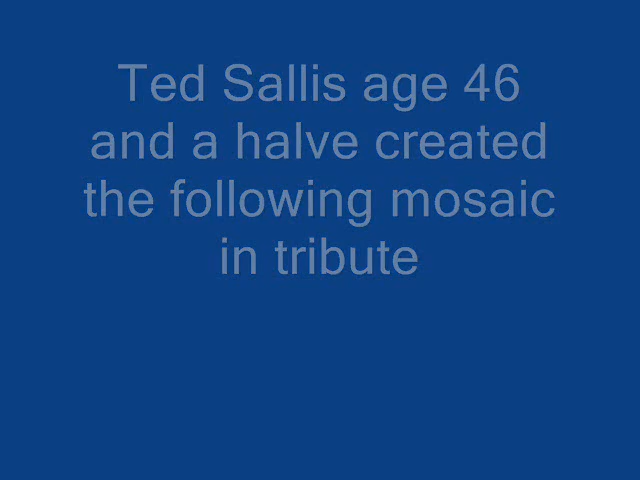 Ted Sallis age 46
and a halve created
the following mosaic
in tribute